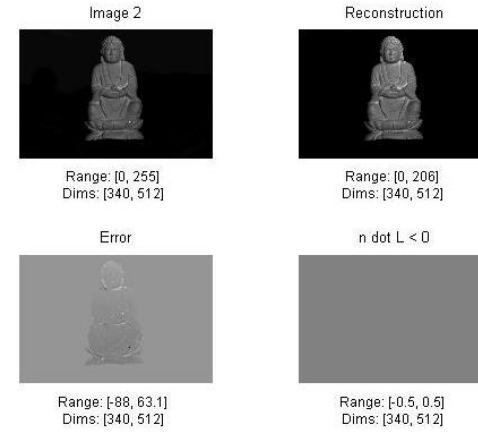 Image 2
Reconstruction
Range: [0, 255]
Dims: [340, 512]
Range: [0, 206]
Dims: [340, 512]
Error
n dot L < 0
Range: [-88, 63.1]
Dims: [340, 512]
Range: [-0.5, 0.5]
Dims: [340, 512]